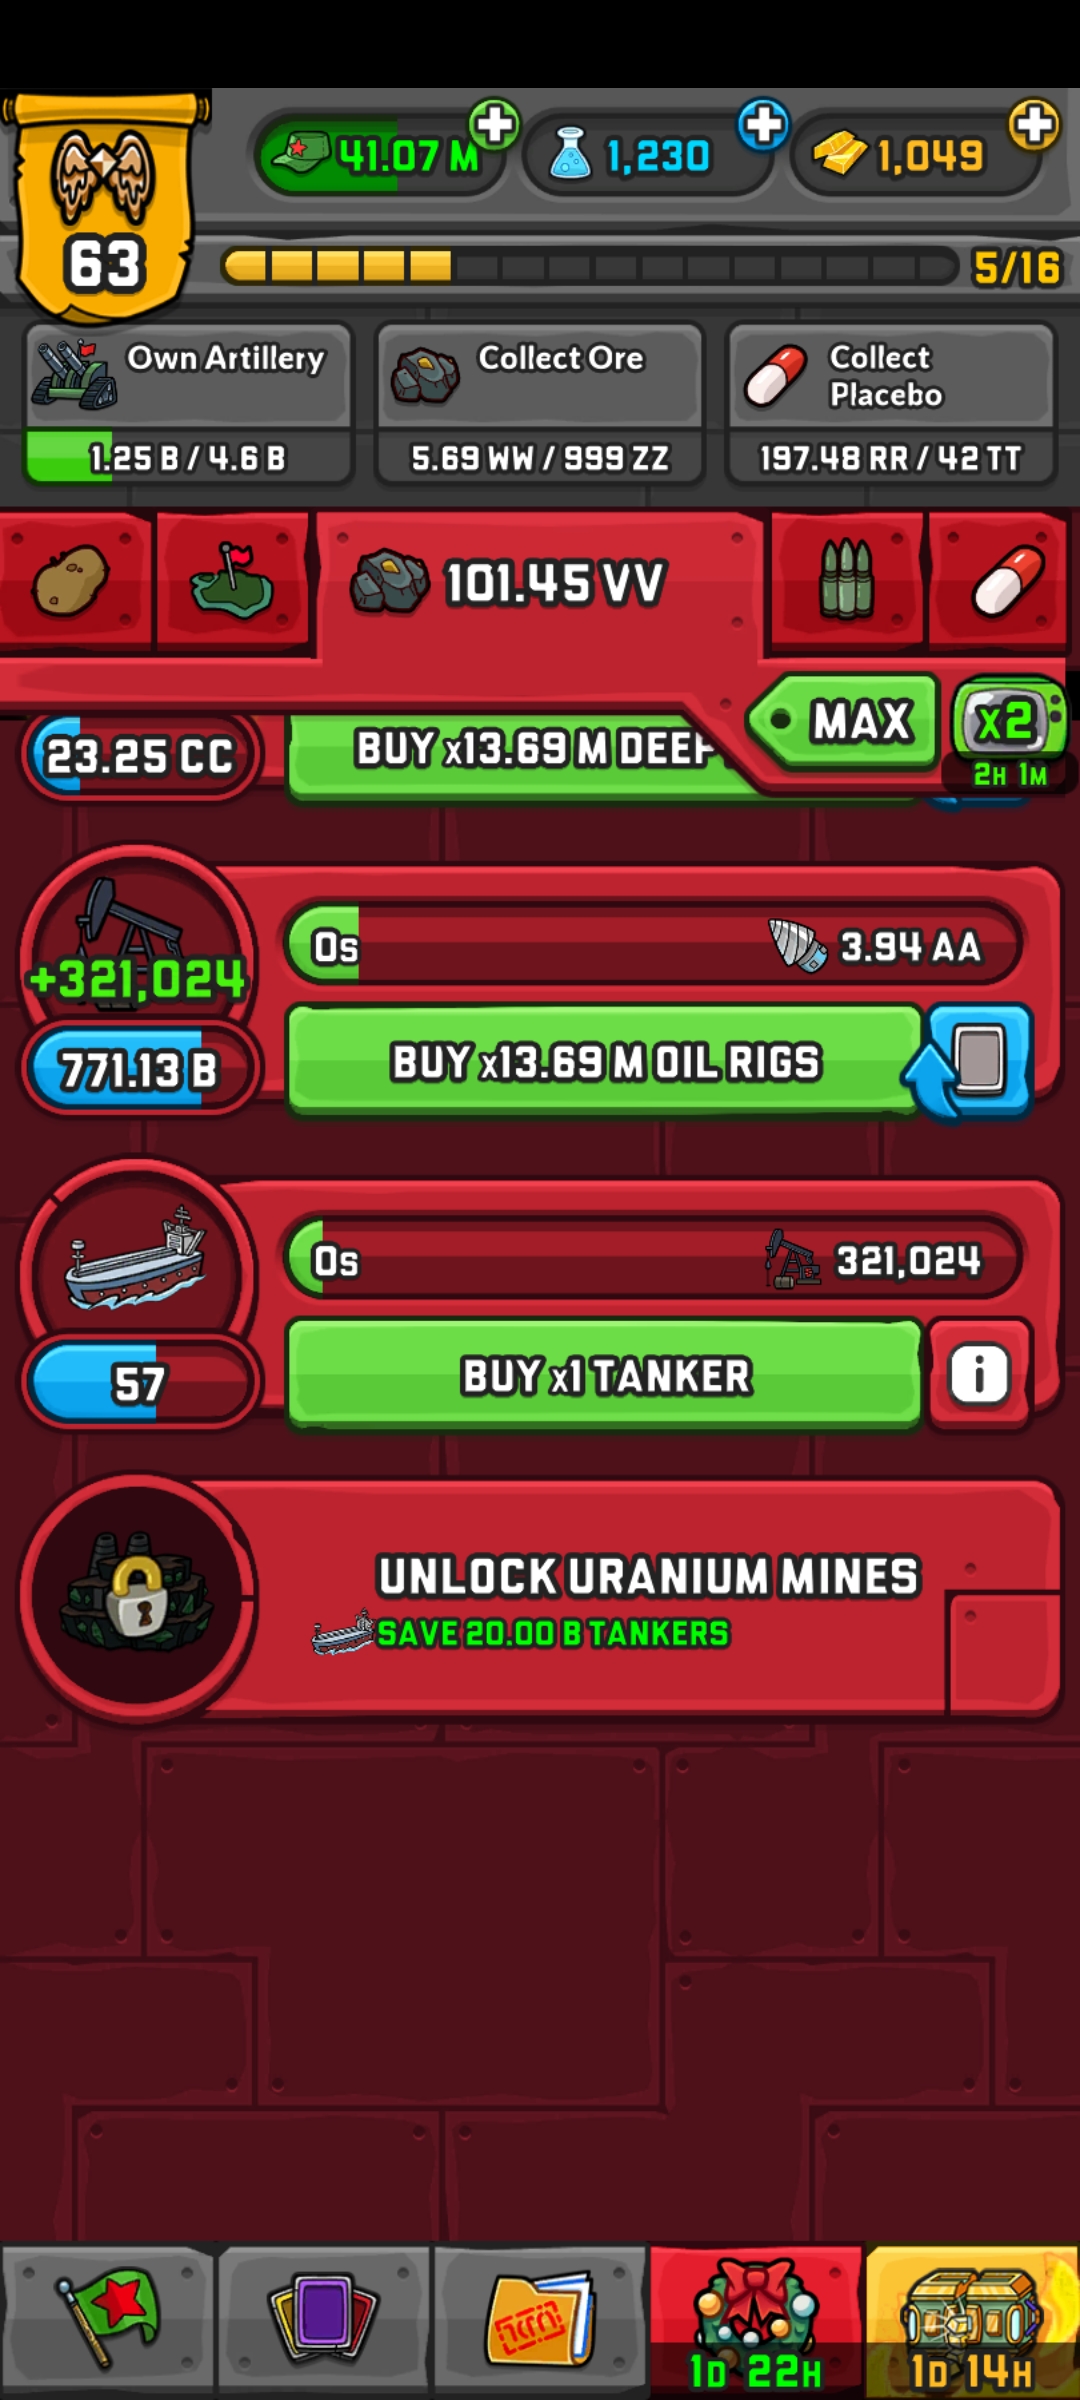 41.07 M
1,230
1,049
63
5/16
Own Artillery
1.25 B / 4.6 B
Collect Ore
5.69 WW / 999 ZZ
Collect
Placebo
197.48 RR / 42 TT
101.45 VV
MAX
x2
2H 1M
23.25 CC
BUY x13.69 M DEEP
+321,024
0s
3.94 AA
771.13 B
BUY x13.69 M OIL RIGS
0s
321,024
57
BUY x1 TANKER
i
UNLOCK URANIUM MINES
SAVE 20.00 B TANKERS
1D 22H
1D 14H